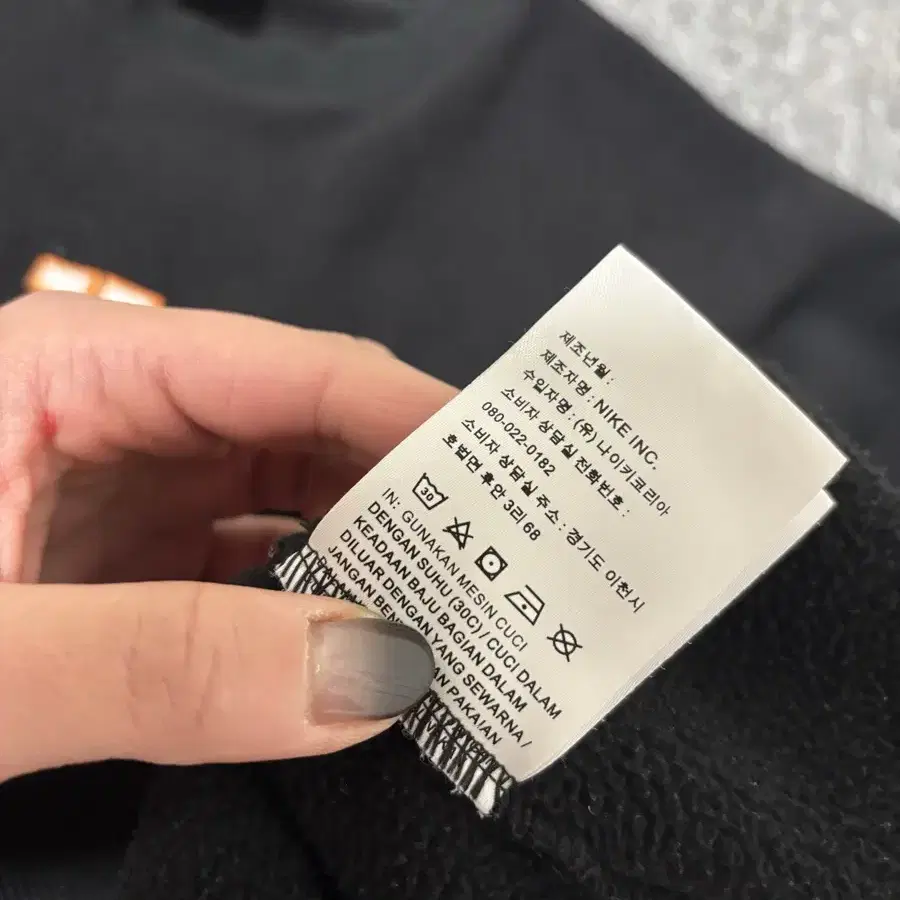 제조년월 :
제조자명 : NIKE INC.
수입자명 : (유) 나이키코리아
소비자 상담실 전화번호 :
080-022-0182
소비자 상담실 주소 : 경기도 이천시
호법면 후안 3리 68
30
IN: GUNAKAN MESIN CUCI
DENGAN SUHU (30C) / CUCI DALAM
KEADAAN BAJU BAGIAN DALAM
DILUAR DENGAN YANG SEWARNA /
JANGAN PAKAIAN